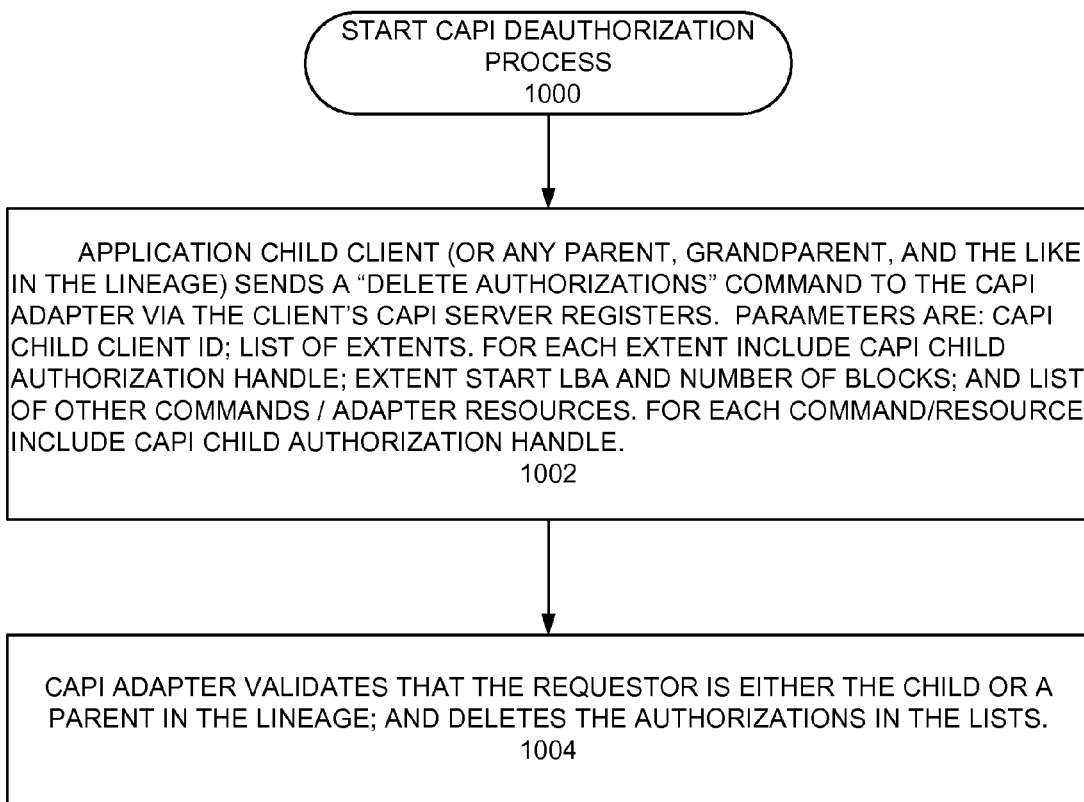 START CAPI DEAUTHORIZATION
PROCESS
1000
APPLICATION CHILD CLIENT (OR ANY PARENT, GRANDPARENT, AND THE LIKE
IN THE LINEAGE) SENDS A “DELETE AUTHORIZATIONS” COMMAND TO THE CAPI
ADAPTER VIA THE CLIENT’S CAPI SERVER REGISTERS. PARAMETERS ARE: CAPI
CHILD CLIENT ID; LIST OF EXTENTS. FOR EACH EXTENT INCLUDE CAPI CHILD
AUTHORIZATION HANDLE; EXTENT START LBA AND NUMBER OF BLOCKS; AND LIST
OF OTHER COMMANDS / ADAPTER RESOURCES. FOR EACH COMMAND/RESOURCE
INCLUDE CAPI CHILD AUTHORIZATION HANDLE.
1002
CAPI ADAPTER VALIDATES THAT THE REQUESTOR IS EITHER THE CHILD OR A
PARENT IN THE LINEAGE; AND DELETES THE AUTHORIZATIONS IN THE LISTS.
1004